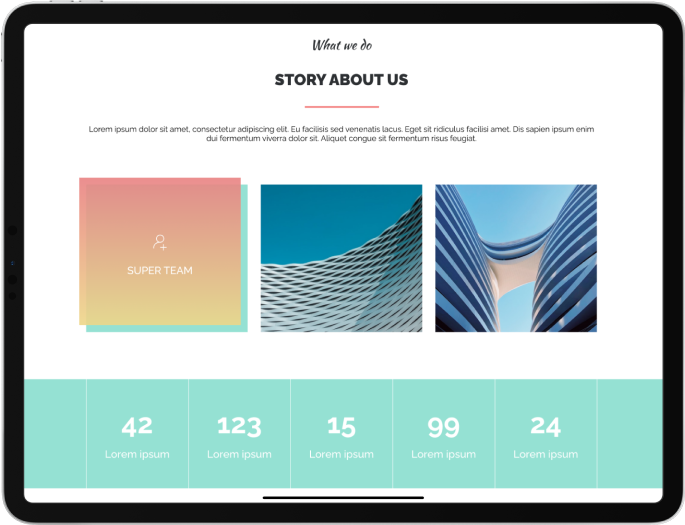 What we do
STORY ABOUT US
Lorem ipsum dolor sit amet, consectetur adipiscing elit. Eu facilisis sed venenatis lacus. Eget sit ridiculus facilisi amet. Dis sapien ipsum enim
dui fermentum viverra dolor sit. Aliquet congue sit fermentum risus feugiat.
SUPER TEAM
42
Lorem ipsum
123
Lorem ipsum
15
Lorem ipsum
99
Lorem ipsum
24
Lorem ipsum